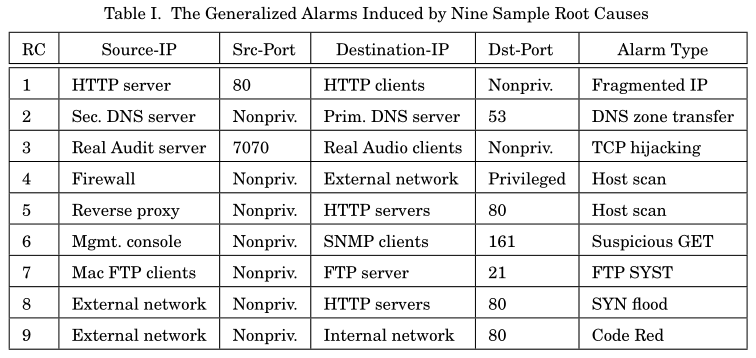 Table I. The Generalized Alarms Induced by Nine Sample Root Causes
RC Source-IP Src-Port Destination-IP Dst-Port Alarm Type
1 HTTP server 80 HTTP clients Nonpriv. Fragmented IP
2 Sec. DNS server Nonpriv. Prim. DNS server 53 DNS zone transfer
3 Real Audit server 7070 Real Audio clients Nonpriv. TCP hijacking
4 Firewall Nonpriv. External network Privileged Host scan
5 Reverse proxy Nonpriv. HTTP servers 80 Host scan
6 Mgmt. console Nonpriv. SNMP clients 161 Suspicious GET
7 Mac FTP clients Nonpriv. FTP server 21 FTP SYST
8 External network Nonpriv. HTTP servers 80 SYN flood
9 External network Nonpriv. Internal network 80 Code Red